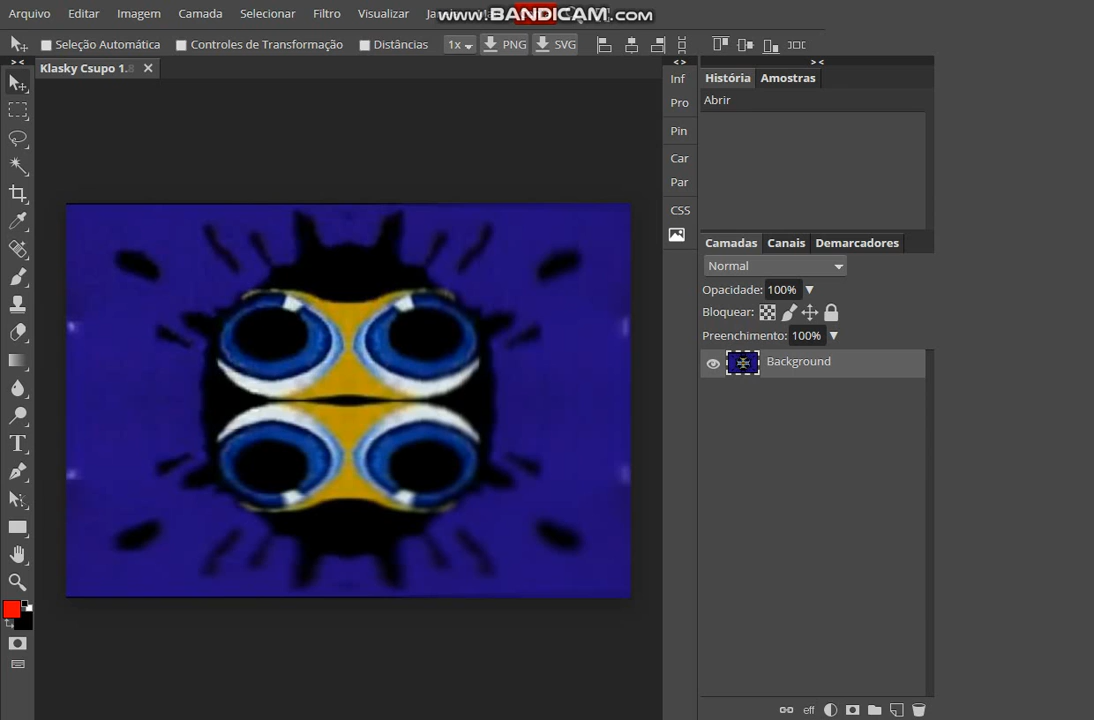 Arquivo Editar Imagem Camada Selecionar Filtro Visualizar
www.BANDICAM.com
Seleção Automática Controles de Transformação Distâncias 1x PNG SVG
Klasky Csupo 1.8
Inf
Pro
Pin
Car
Par
CSS
História Amostras
Abrir
Camadas Canais Demarcadores
Normal
Opacidade: 100%
Bloquear:
Preenchimento: 100%
Background
eff